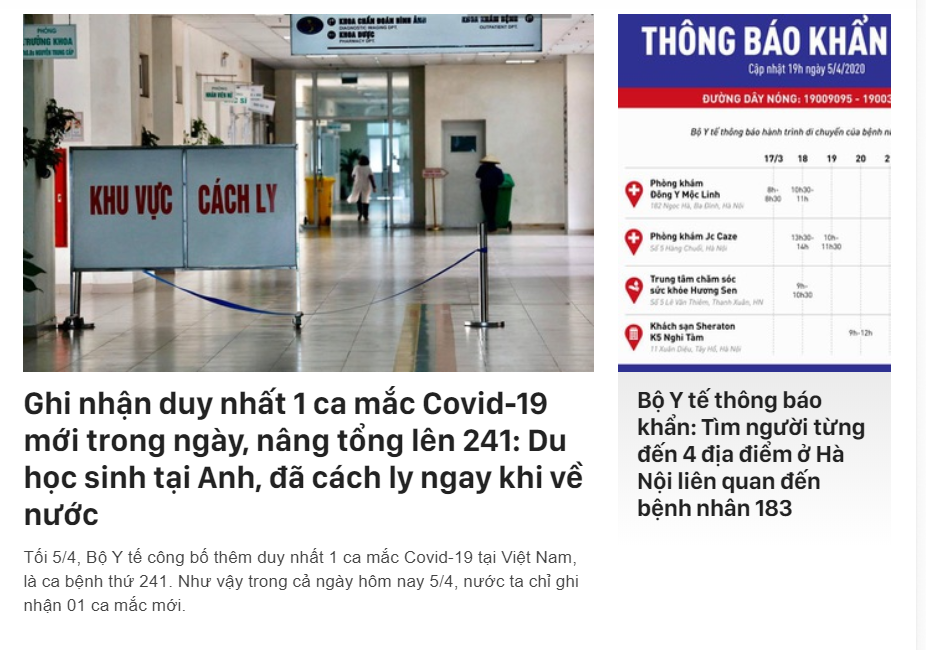 PHÒNG
TRƯỞNG KHOA
KHOA CHẨN ĐOÁN HÌNH ẢNH
DIAGNOSTIC IMAGING DPT.
KHOA DƯỢC
PHARMACY DPT.
KHOA KHÁM BỆNH
OUTPATIENT DPT.
PHÒNG
KHU VỰC CÁCH LY
THÔNG BÁO KHẨN
Cập nhật 19h ngày 5/4/2020
ĐƯỜNG DÂY NÓNG: 19009095 - 19003
Bộ Y tế thông báo hành trình di chuyển của bệnh
17/3 18 19 20 2
Phòng khám
Đông Y Mộc Linh
182 Ngọc Hà, Ba Đình, Hà Nội
8h-
8h30
10h30-
11h
Phòng khám Jc Caze
Số 5 Hàng Chuối, Hà Nội
13h30-
14h
10h-
11h30
Trung tâm chăm sóc
sức khỏe Hương Sen
Số 5 Lê Văn Thiêm, Thanh Xuân, HN
9h-
10h30
Khách sạn Sheraton
K5 Nghi Tàm
11 Xuân Diệu, Tây Hồ, Hà Nội
9h-12h
Ghi nhận duy nhất 1 ca mắc Covid-19
mới trong ngày, nâng tổng lên 241: Du
học sinh tại Anh, đã cách ly ngay khi về
nước
Tối 5/4, Bộ Y tế công bố thêm duy nhất 1 ca mắc Covid-19 tại Việt Nam,
là ca bệnh thứ 241. Như vậy trong cả ngày hôm nay 5/4, nước ta chỉ ghi
nhận 01 ca mắc mới.
Bộ Y tế thông báo
khẩn: Tìm người từng
đến 4 địa điểm ở Hà
Nội liên quan đến
bệnh nhân 183